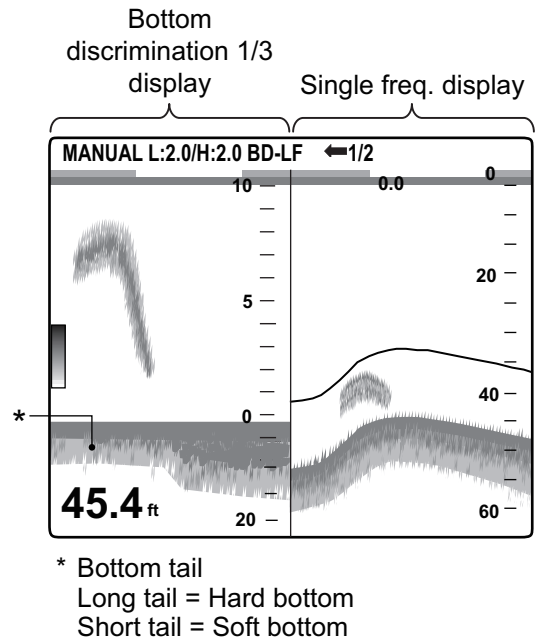 Bottom
discrimination 1/3
display
Single freq. display
MANUAL L:2.0/H:2.0 BD-LF ⬅1/2
10
0.0
0
20
5
*
0
40
45.4 ft
20
60
* Bottom tail
Long tail = Hard bottom
Short tail = Soft bottom